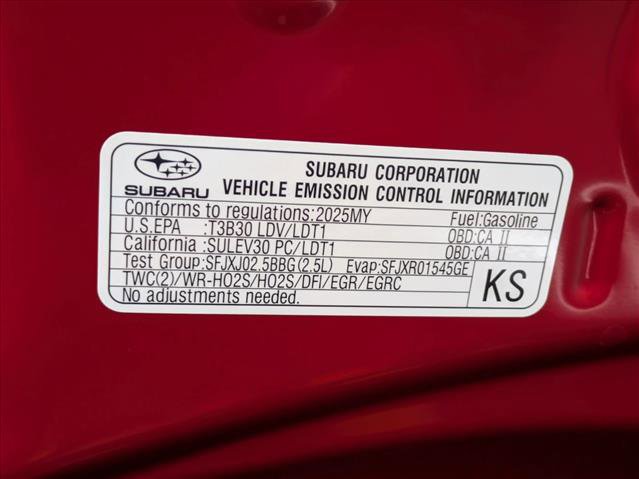 SUBARU
SUBARU CORPORATION
VEHICLE EMISSION CONTROL INFORMATION
Conforms to regulations:2025MY Fuel:Gasoline
U.S.EPA :T3B30 LDV/LDT1 OBD:CA II
California :SULEV30 PC/LDT1 OBD:CA II
Test Group:SFJXJ02.5BBG(2.5L) Evap:SFJXR01545GE
TWC(2)/WR-HO2S/HO2S/DFI/EGR/EGRC
No adjustments needed.
KS